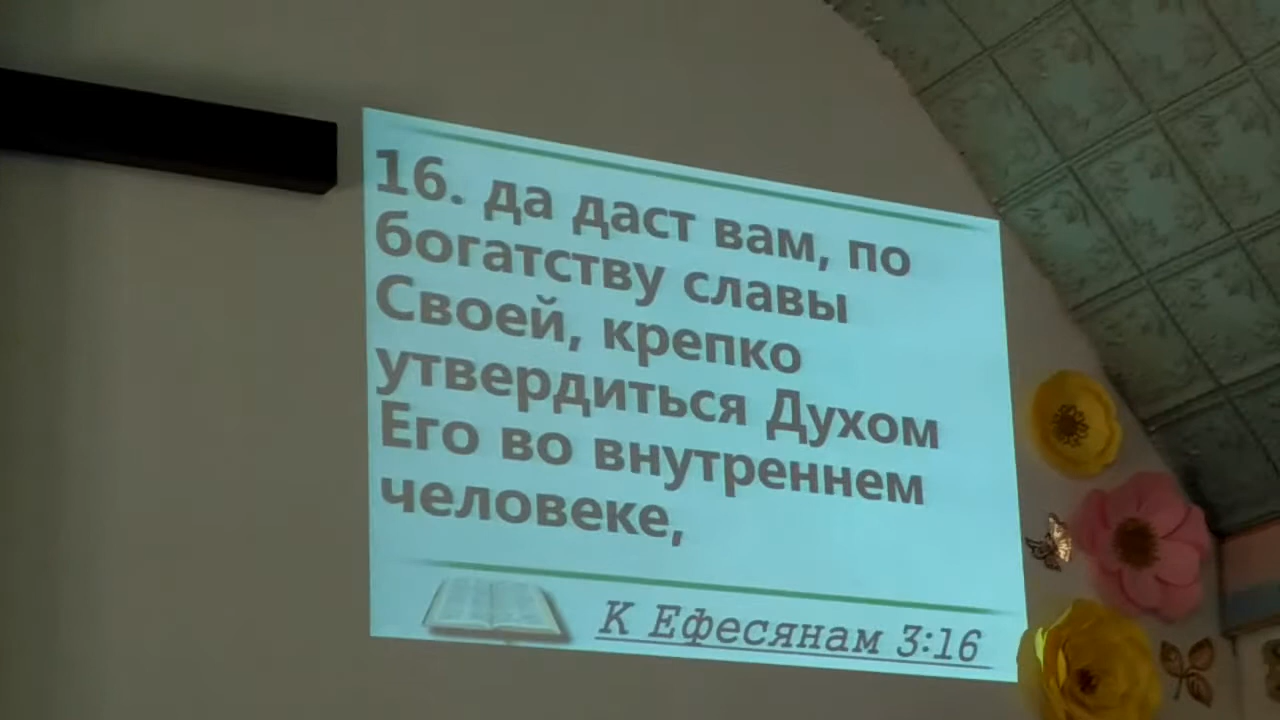 16. да даст вам, по
богатству славы
Своей, крепко
утвердиться Духом
Его во внутреннем
человеке,
К Ефесянам 3:16